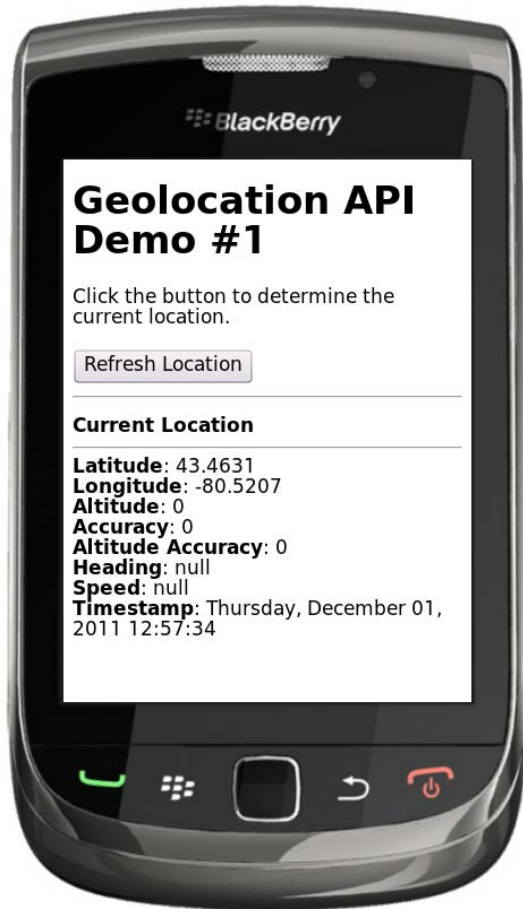 BlackBerry
Geolocation API
Demo #1
Click the button to determine the
current location.
Refresh Location
Current Location
Latitude: 43.4631
Longitude: -80.5207
Altitude: 0
Accuracy: 0
Altitude Accuracy: 0
Heading: null
Speed: null
Timestamp: Thursday, December 01,
2011 12:57:34